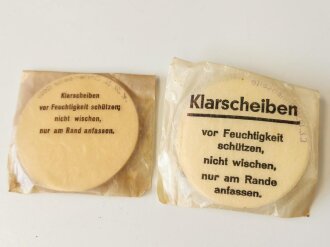 Klarscheiben
vor Feuchtigkeit schützen;
nicht wischen,
nur am Rand anfassen.
Klarscheiben
vor Feuchtigkeit
schützen,
nicht wischen,
nur am Rande
anfassen.